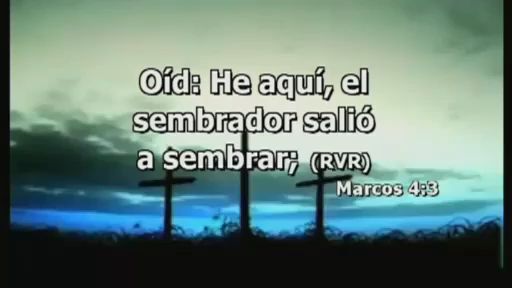 Oíd: He aquí, el
sembrador salió
a sembrar; (RVR)
Marcos 4:3